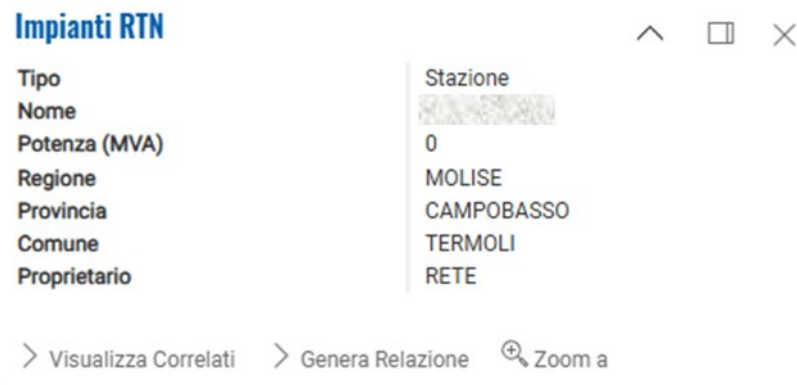 Impianti RTN
Tipo Stazione
Nome
Potenza (MVA) 0
Regione MOLISE
Provincia CAMPOBASSO
Comune TERMOLI
Proprietario RETE
Visualizza Correlati Genera Relazione Zoom a